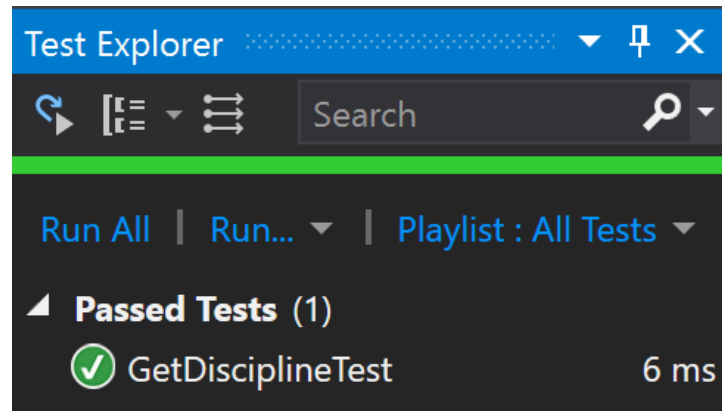 Test Explorer
Search
Run All | Run... | Playlist : All Tests
Passed Tests (1)
GetDisciplineTest 6 ms